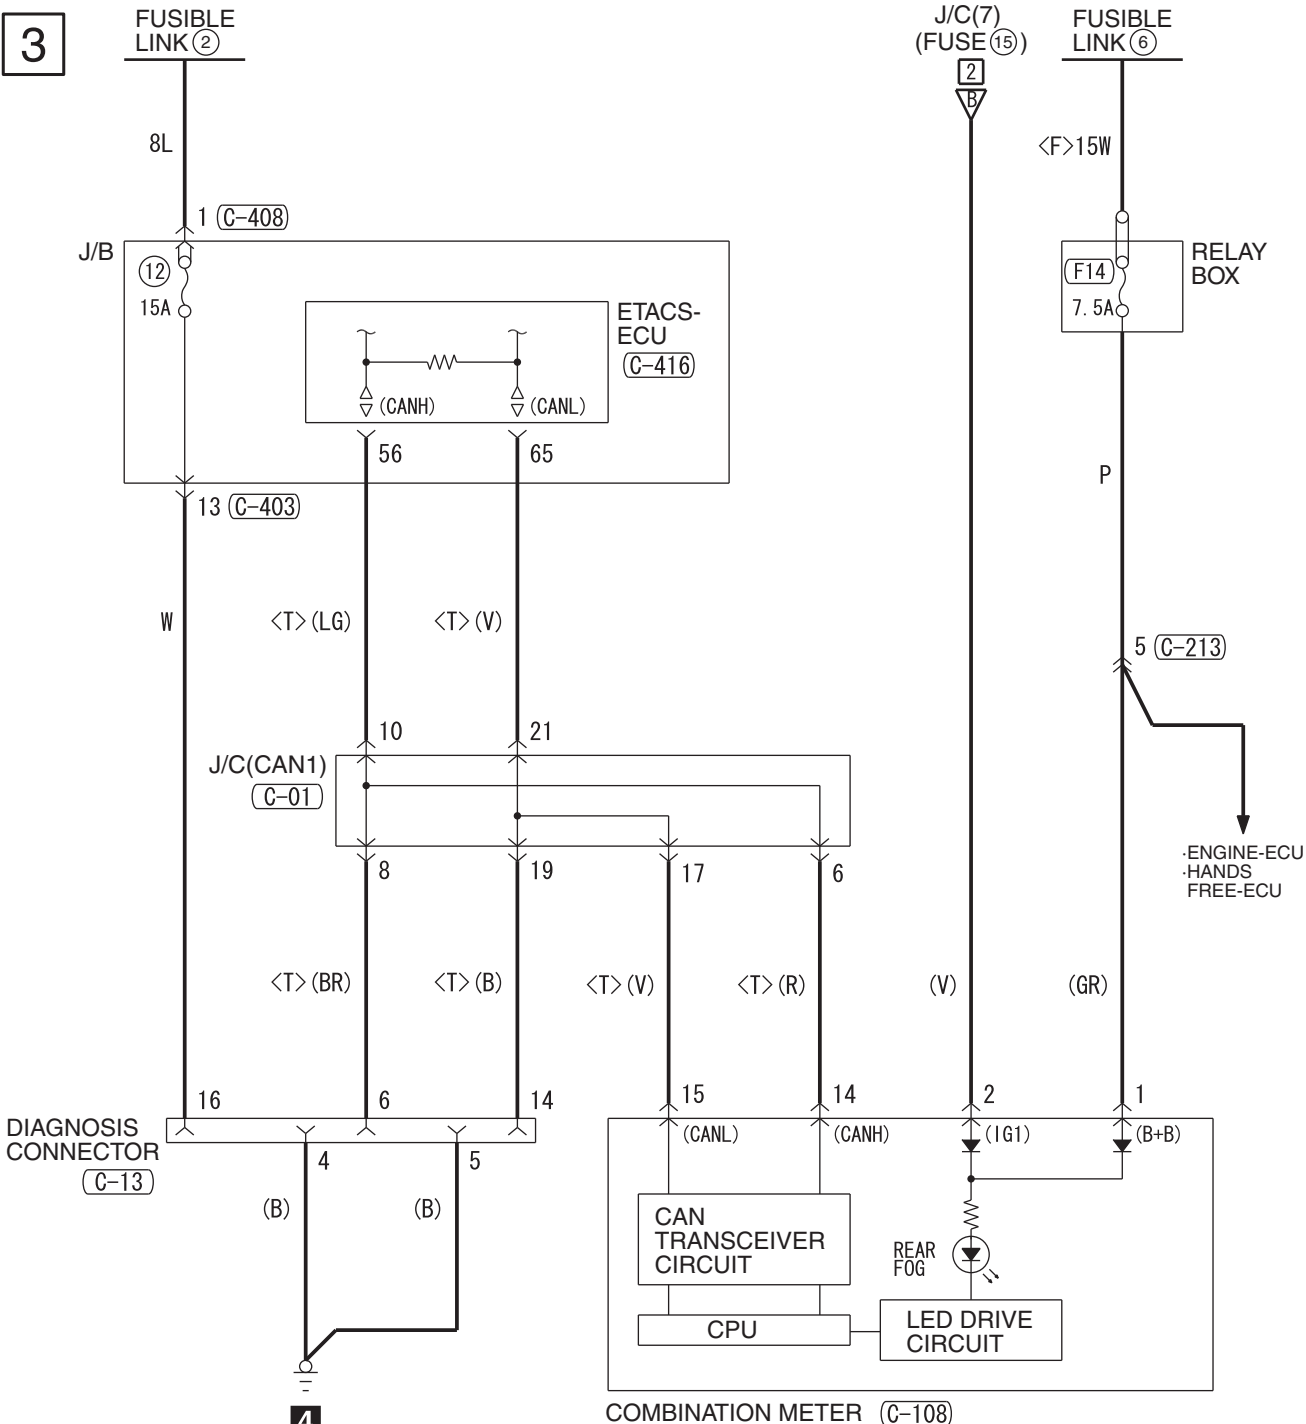 3
FUSIBLE
LINK ②
J/C(7)
(FUSE ⑮)
2
B
FUSIBLE
LINK ⑥
8L
<F>15W
1 C-408
J/B
12
15A
ETACS-
ECU
C-416
(CANH)
(CANL)
RELAY
BOX
F14
7.5A
56
65
13 C-403
P
W
<T>(LG)
<T>(V)
5 C-213
10
21
J/C(CAN1)
C-01
·ENGINE-ECU
·HANDS
FREE-ECU
8
19
17
6
<T>(BR)
<T>(B)
<T>(V)
<T>(R)
(V)
(GR)
16
6
14
15
14
2
1
DIAGNOSIS
CONNECTOR
C-13
4
5
(B)
(B)
(CANL)
(CANH)
(IG1)
(B+B)
CAN
TRANSCEIVER
CIRCUIT
REAR
FOG
CPU
LED DRIVE
CIRCUIT
4
COMBINATION METER C-108